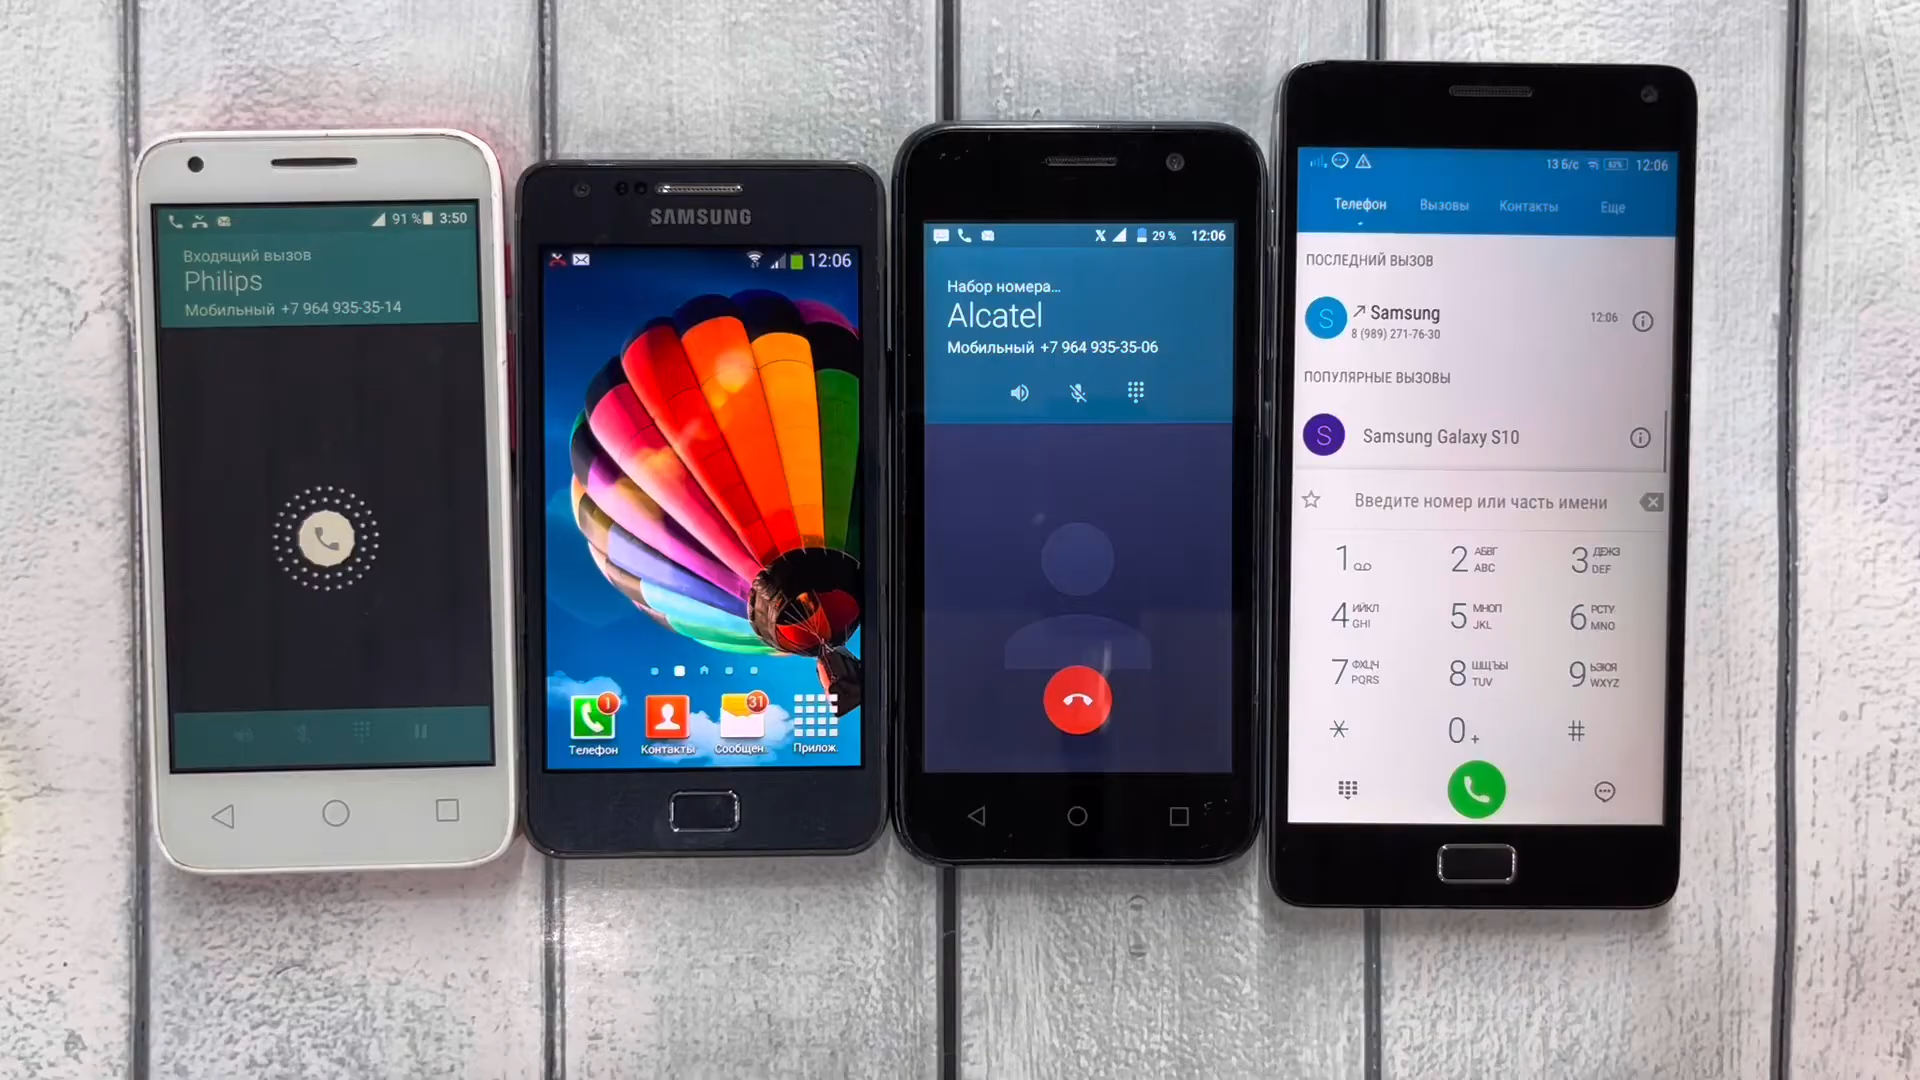 91 % 3:50
Входящий вызов
Philips
Мобильный +7 964 935-35-14
SAMSUNG
12:06
1
31
Телефон Контакты Сообщен. Прилож.
X 29 % 12:06
Набор номера...
Alcatel
Мобильный +7 964 935-35-06
13 Б/с 82% 12:06
Телефон Вызовы Контакты Еще
ПОСЛЕДНИЙ ВЫЗОВ
S Samsung 12:06
8 (989) 271-76-30
ПОПУЛЯРНЫЕ ВЫЗОВЫ
S Samsung Galaxy S10
Введите номер или часть имени
1 2 АБВГ ABC 3 ДЕЖЗ DEF
4 ИЙКЛ GHI 5 МНОП JKL 6 РСТУ MNO
7 ФХЦЧ PQRS 8 ШЩЪЫ TUV 9 ЬЭЮЯ WXYZ
* 0 + #